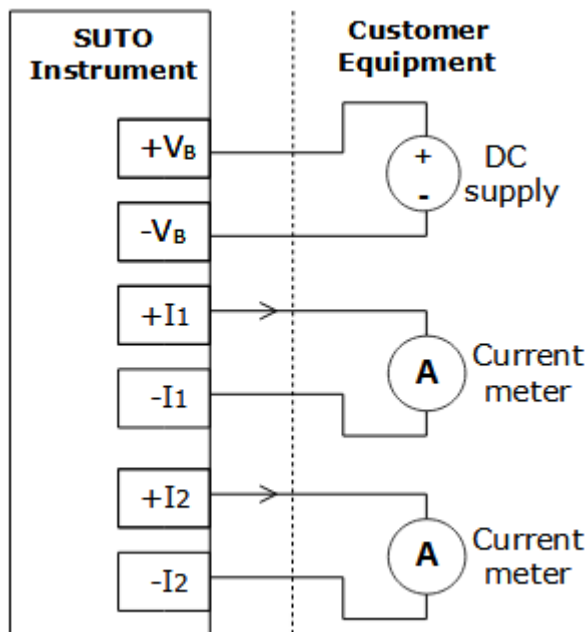 SUTO
Instrument
Customer
Equipment
+VB
-VB
+
-
DC
supply
+I1
-I1
A
Current
meter
+I2
-I2
A
Current
meter